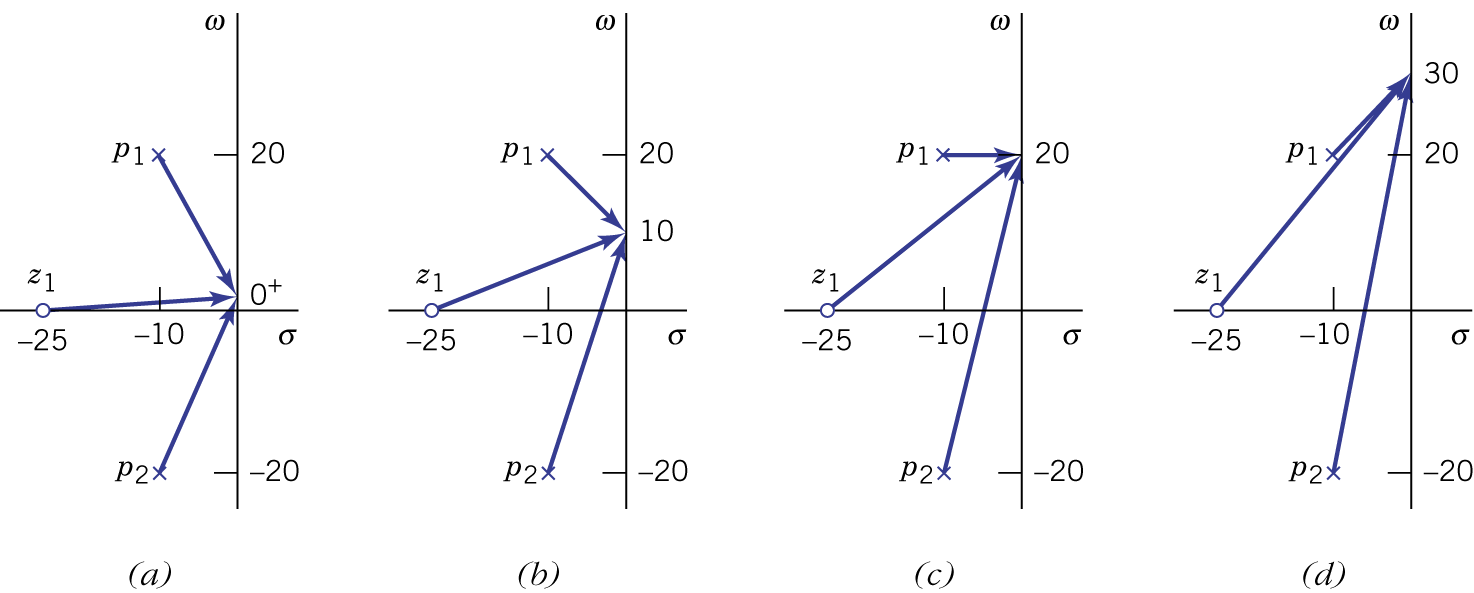 ω ω ω ω
30
p1 20 p1 20 p1 20 p1 20
10
z1 0+ z1 z1 z1
–25 –10 σ –25 –10 σ –25 –10 σ –25 –10 σ
p2 –20 p2 –20 p2 –20 p2 –20
(a) (b) (c) (d)